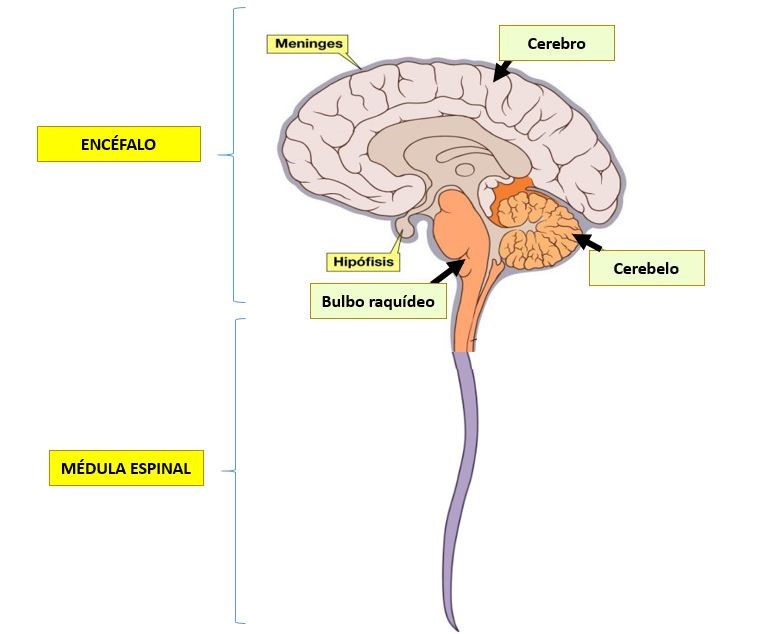 Meninges
Cerebro
ENCÉFALO
Hipófisis
Cerebelo
Bulbo raquídeo
MÉDULA ESPINAL